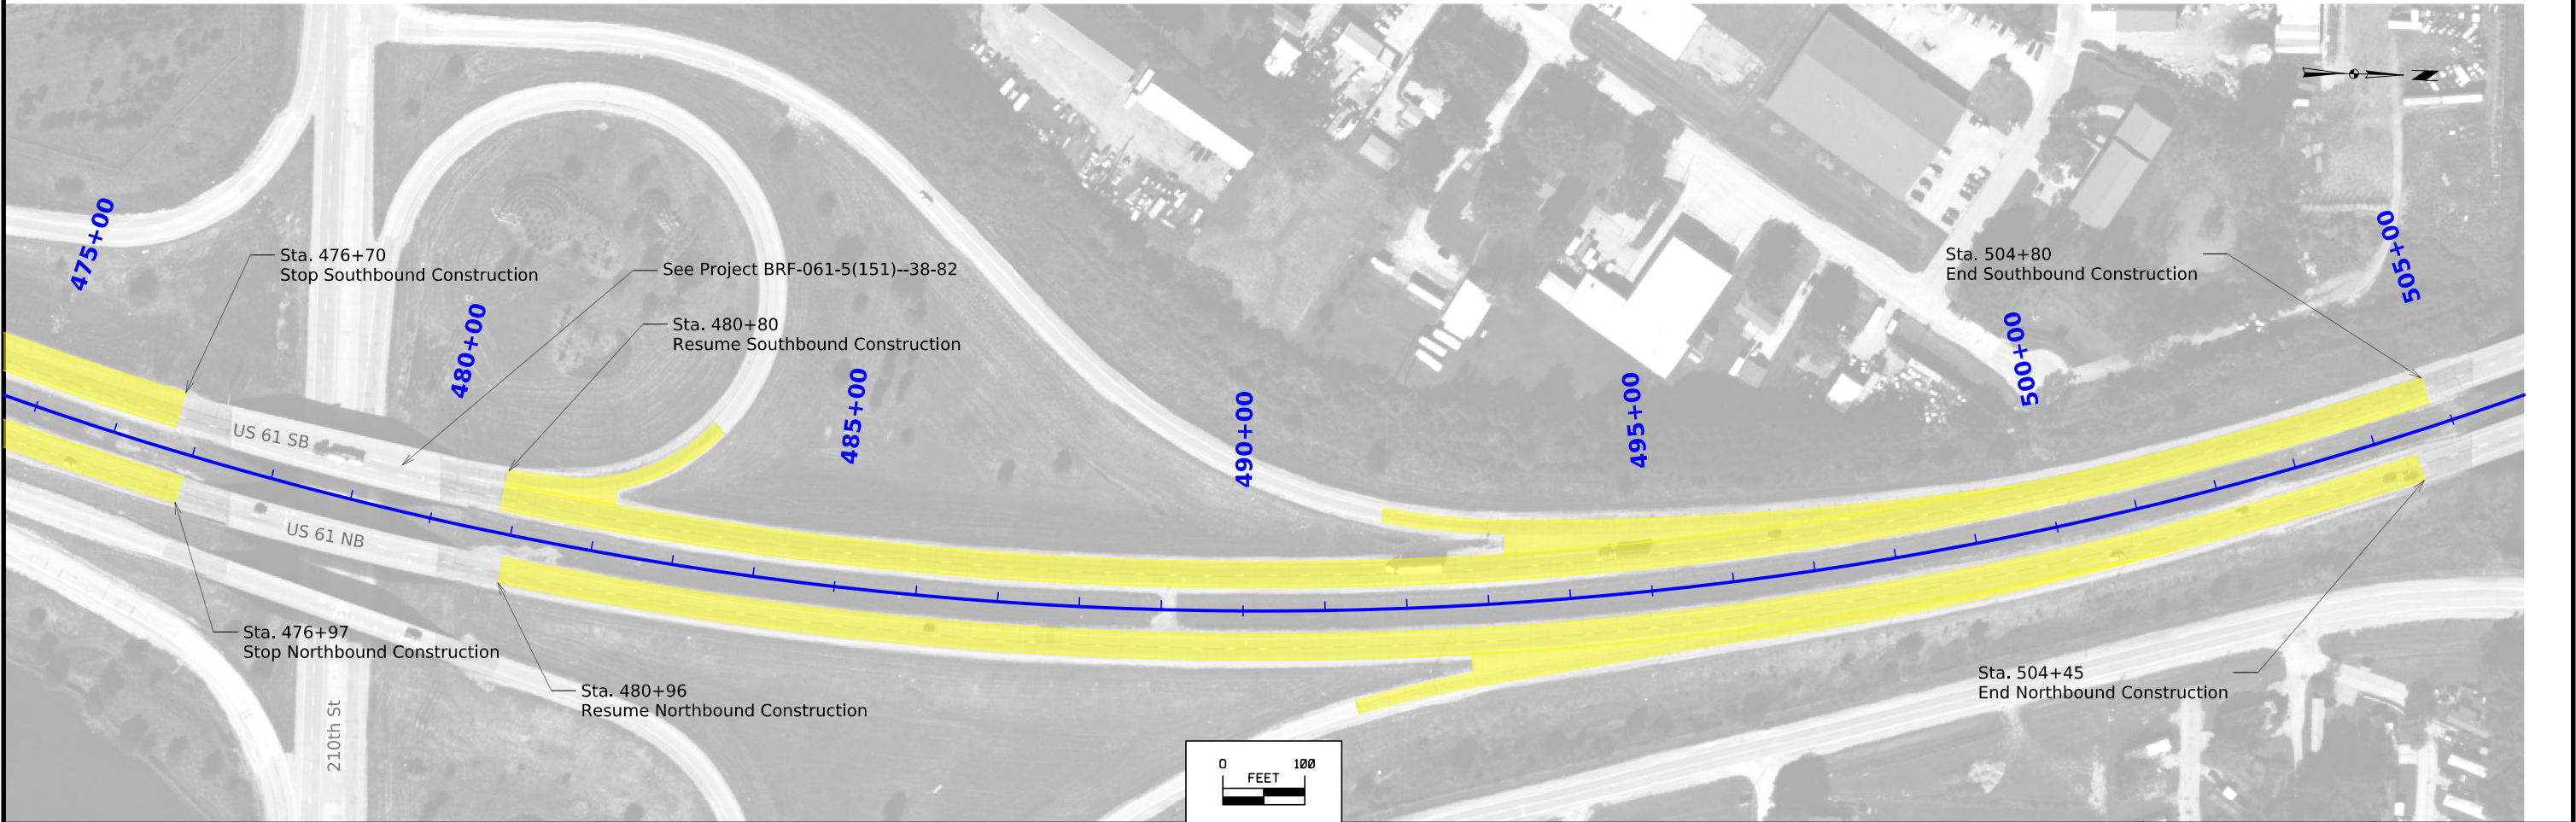 475+00
Sta. 476+70
Stop Southbound Construction
See Project BRF-061-5(151)--38-82
480+00
Sta. 480+80
Resume Southbound Construction
485+00
490+00
495+00
500+00
505+00
Sta. 504+80
End Southbound Construction
US 61 SB
US 61 NB
Sta. 476+97
Stop Northbound Construction
210th St
Sta. 480+96
Resume Northbound Construction
Sta. 504+45
End Northbound Construction
0 100
FEET